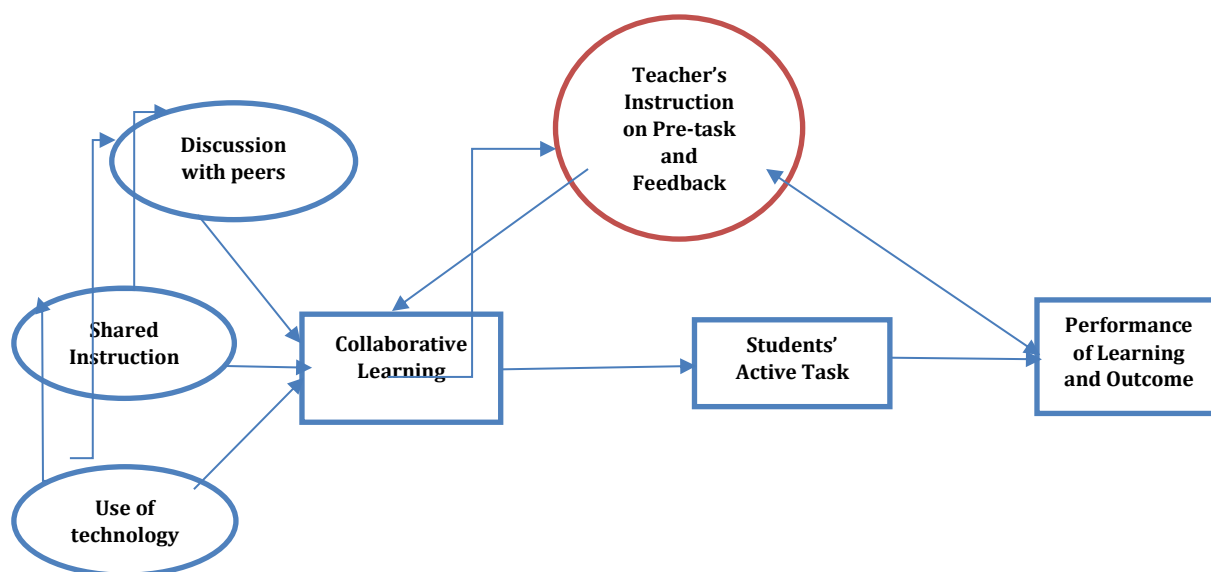 Teacher’s
Instruction
on Pre-task
and
Feedback
Discussion
with peers
Shared
Instruction
Collaborative
Learning
Students’
Active Task
Performance
of Learning
and Outcome
Use of
technology